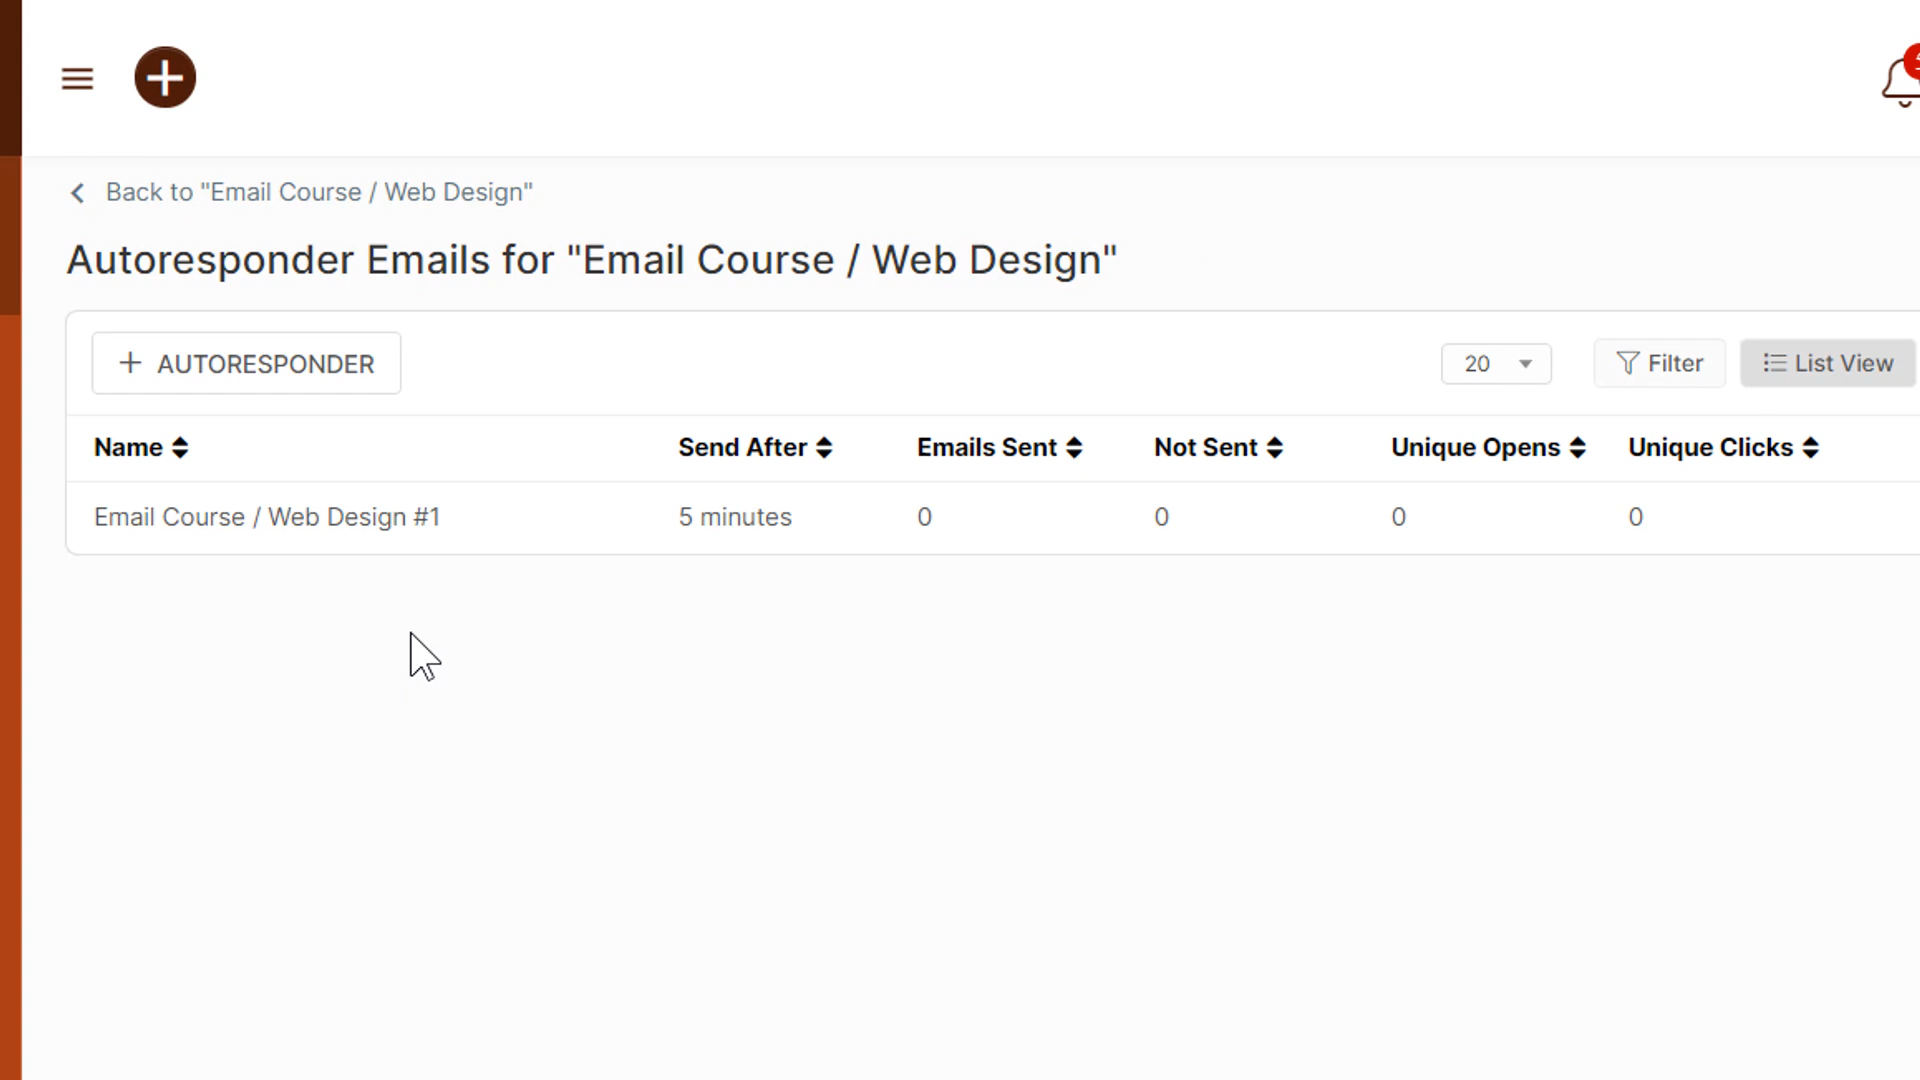 Back to "Email Course / Web Design"
Autoresponder Emails for "Email Course / Web Design"
AUTORESPONDER
20
Filter
List View
Name Send After Emails Sent Not Sent Unique Opens Unique Clicks
Email Course / Web Design #1 5 minutes 0 0 0 0